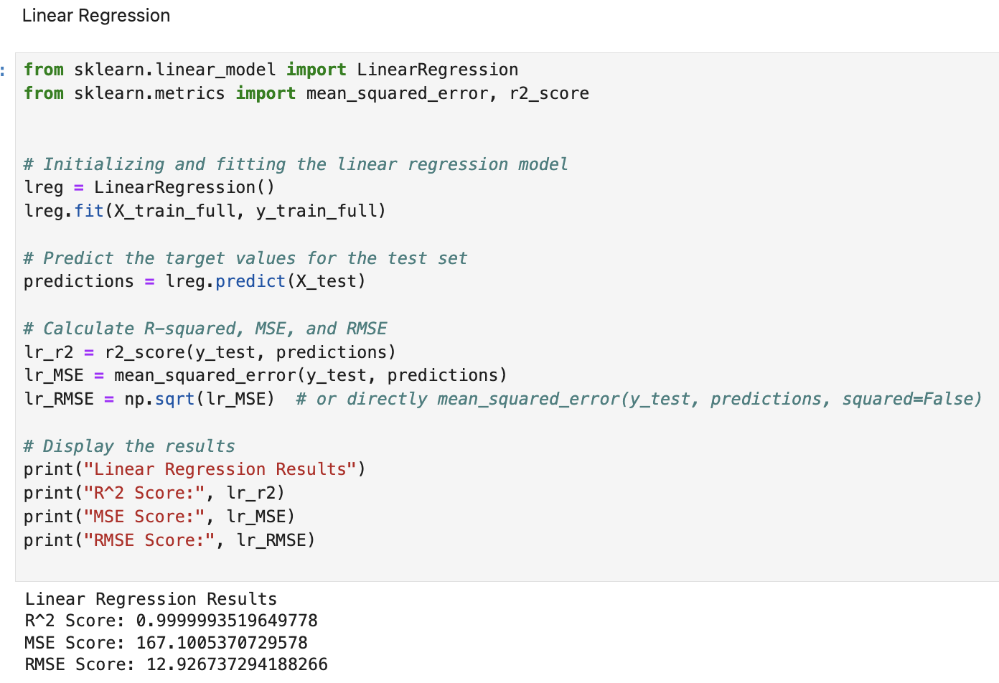 Linear Regression
:
from sklearn.linear_model import LinearRegression
from sklearn.metrics import mean_squared_error, r2_score
# Initializing and fitting the linear regression model
lreg = LinearRegression()
lreg.fit(X_train_full, y_train_full)
# Predict the target values for the test set
predictions = lreg.predict(X_test)
# Calculate R-squared, MSE, and RMSE
lr_r2 = r2_score(y_test, predictions)
lr_MSE = mean_squared_error(y_test, predictions)
lr_RMSE = np.sqrt(lr_MSE)  # or directly mean_squared_error(y_test, predictions, squared=False)
# Display the results
print("Linear Regression Results")
print("R^2 Score:", lr_r2)
print("MSE Score:", lr_MSE)
print("RMSE Score:", lr_RMSE)
Linear Regression Results
R^2 Score: 0.9999993519649778
MSE Score: 167.1005370729578
RMSE Score: 12.926737294188266